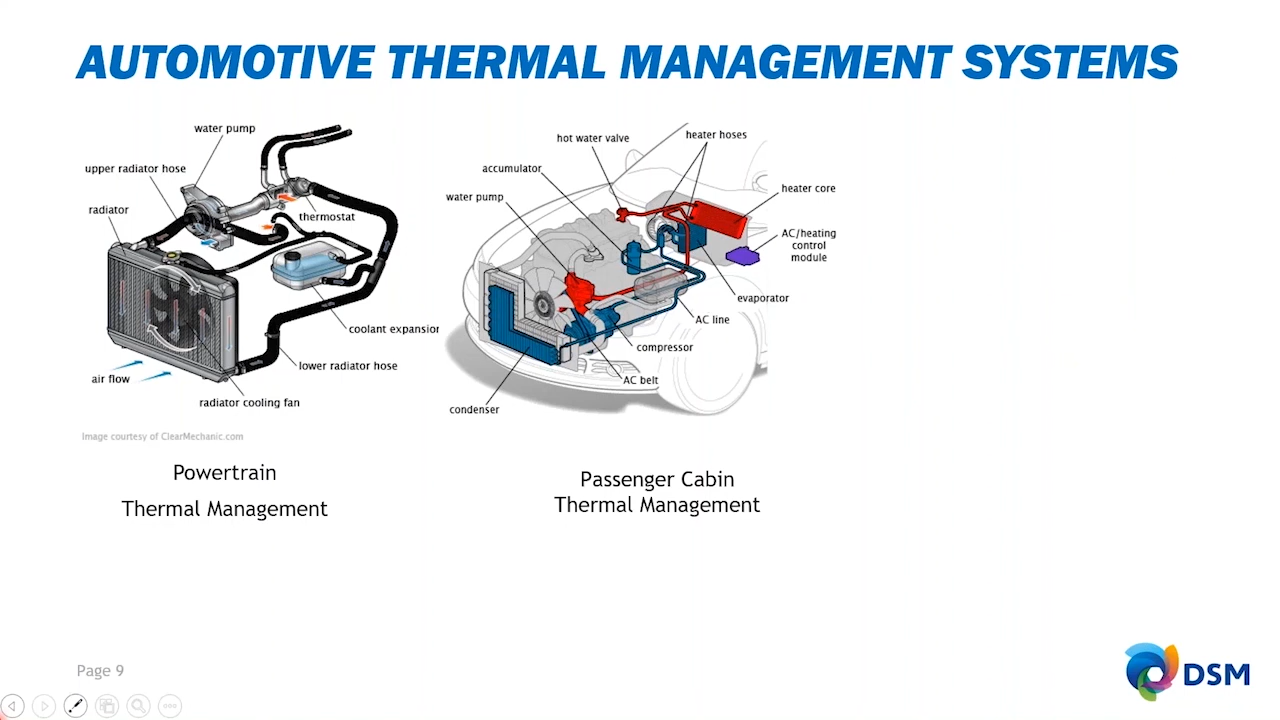 AUTOMOTIVE THERMAL MANAGEMENT SYSTEMS
water pump
upper radiator hose
radiator
thermostat
coolant expansion
lower radiator hose
air flow
radiator cooling fan
Image courtesy of ClearMechanic.com
Powertrain
Thermal Management
hot water valve
heater hoses
accumulator
water pump
heater core
AC/heating
control
module
evaporator
AC line
compressor
AC belt
condenser
Passenger Cabin
Thermal Management
Page 9
DSM